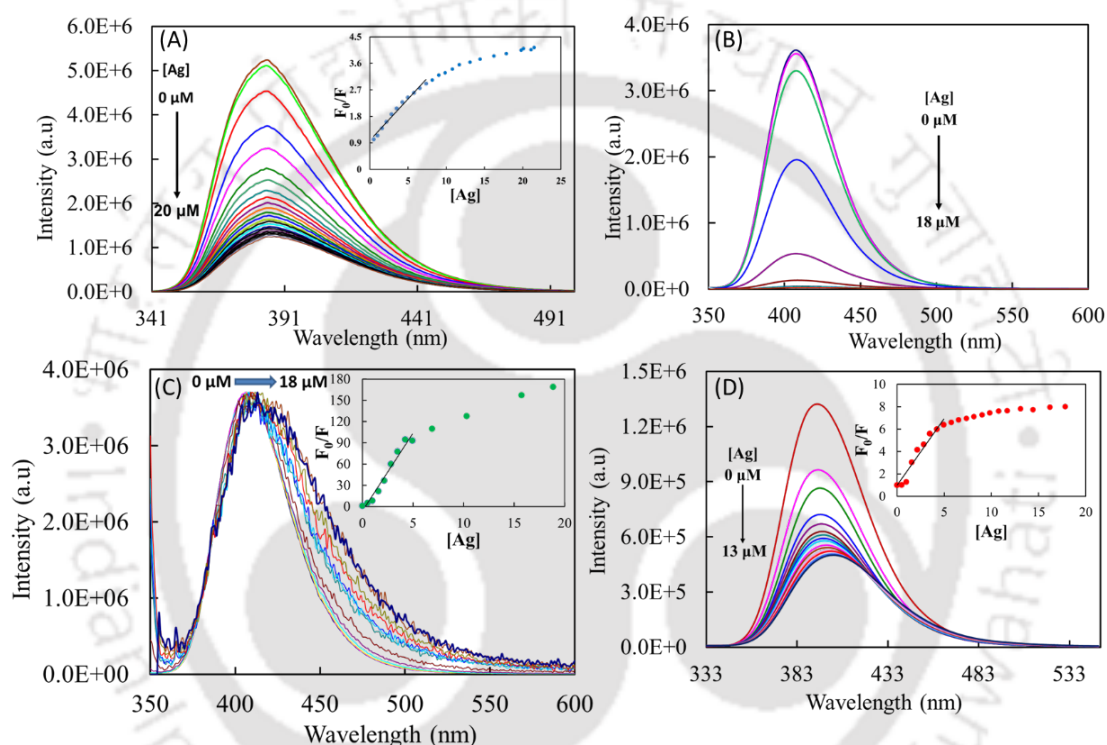 (A)
Intensity (a.u)
6.0E+6
5.0E+6
4.0E+6
3.0E+6
2.0E+6
1.0E+6
0.0E+0
[Ag]
0 µM
20 µM
341 391 441 491
Wavelength (nm)
F0/F
4.5
3.6
2.7
1.8
0.9
0
0 5 10 15 20 25
[Ag]
(B)
Intensity (a.u)
4.0E+6
3.0E+6
2.0E+6
1.0E+6
0.0E+0
[Ag]
0 µM
18 µM
350 400 450 500 550 600
Wavelength (nm)
(C)
0 µM 18 µM
Intensity (a.u)
4.0E+6
3.0E+6
2.0E+6
1.0E+6
0.0E+0
350 400 450 500 550 600
Wavelength (nm)
F0/F
180
150
120
90
60
30
0
0 5 10 15 20
[Ag]
(D)
Intensity (a.u)
1.5E+6
1.2E+6
9.0E+5
6.0E+5
3.0E+5
0.0E+0
[Ag]
0 µM
13 µM
333 383 433 483 533
Wavelength (nm)
F0/F
10
8
6
4
2
0
0 5 10 15 20
[Ag]